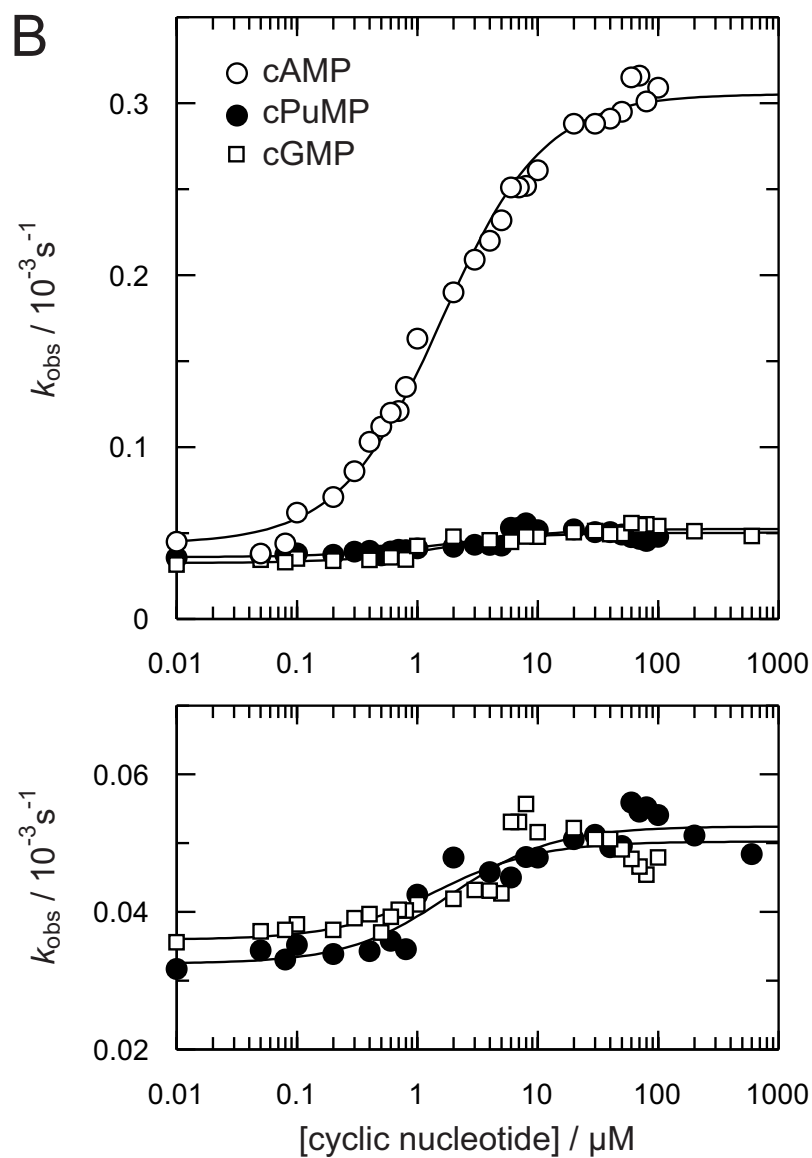 B
cAMP
cPuMP
cGMP
0.3
0.2
0.1
0
k_obs / 10⁻³s⁻¹
0.01 0.1 1 10 100 1000
0.06
0.04
0.02
k_obs / 10⁻³s⁻¹
0.01 0.1 1 10 100 1000
[cyclic nucleotide] / µM